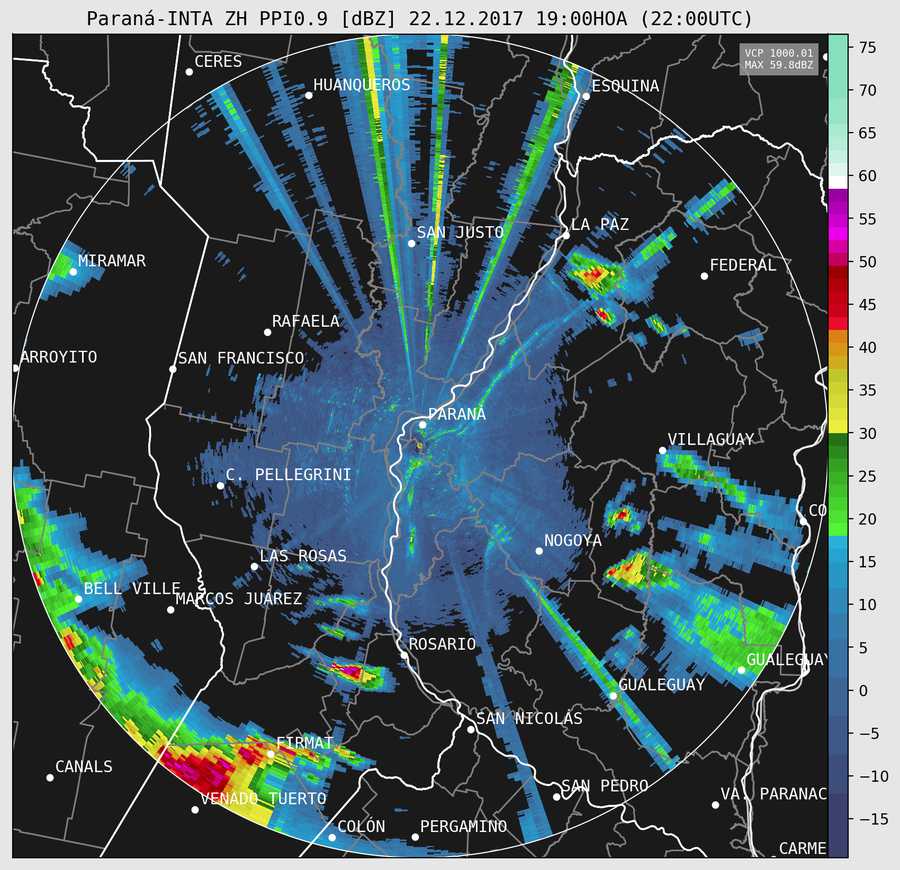 Paraná-INTA ZH PPI0.9 [dBZ] 22.12.2017 19:00HOA (22:00UTC)
VCP 1000.01
MAX 59.8dBZ
75
70
65
60
55
50
45
40
35
30
25
20
15
10
5
0
−5
−10
−15
CERES
HUANQUEROS
ESQUINA
SAN JUSTO
LA PAZ
MIRAMAR
FEDERAL
RAFAELA
ARROYITO
SAN FRANCISCO
PARANÁ
VILLAGUAY
C. PELLEGRINI
CO
NOGOYA
LAS ROSAS
BELL VILLE
MARCOS JUÁREZ
ROSARIO
GUALEGUAY
GUALEGUAY
SAN NICOLÁS
FIRMAT
CANALS
SAN PEDRO
VENADO TUERTO
VA. PARANAC
COLÓN
PERGAMINO
CARME